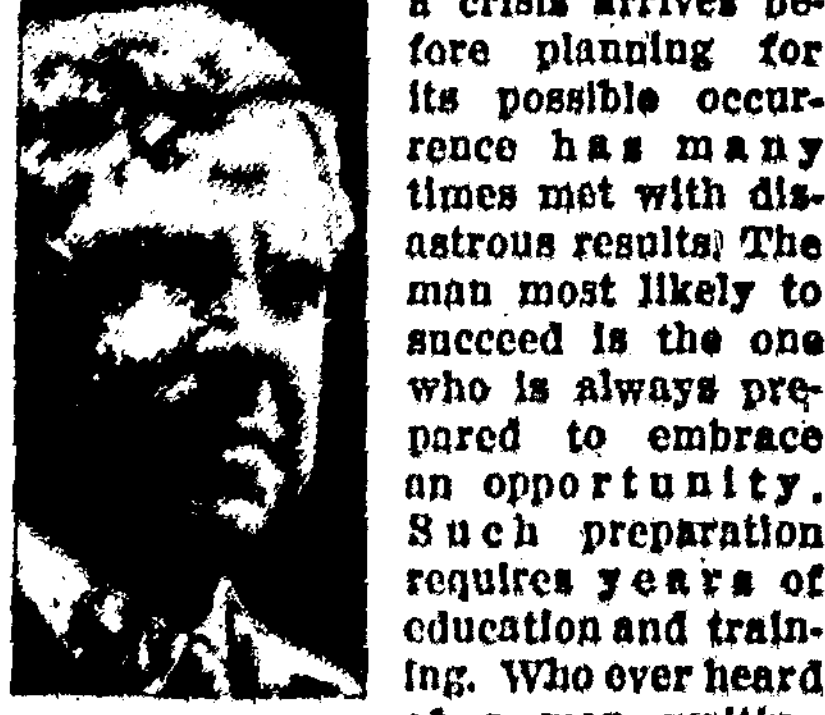 a crisis arrives be-
fore planning for
its possible occur-
rence has many
times met with dis-
astrous results. The
man most likely to
succeed is the one
who is always pre-
pared to embrace
an opportunity.
Such preparation
requires years of
education and train-
ing. Who ever heard
of a man